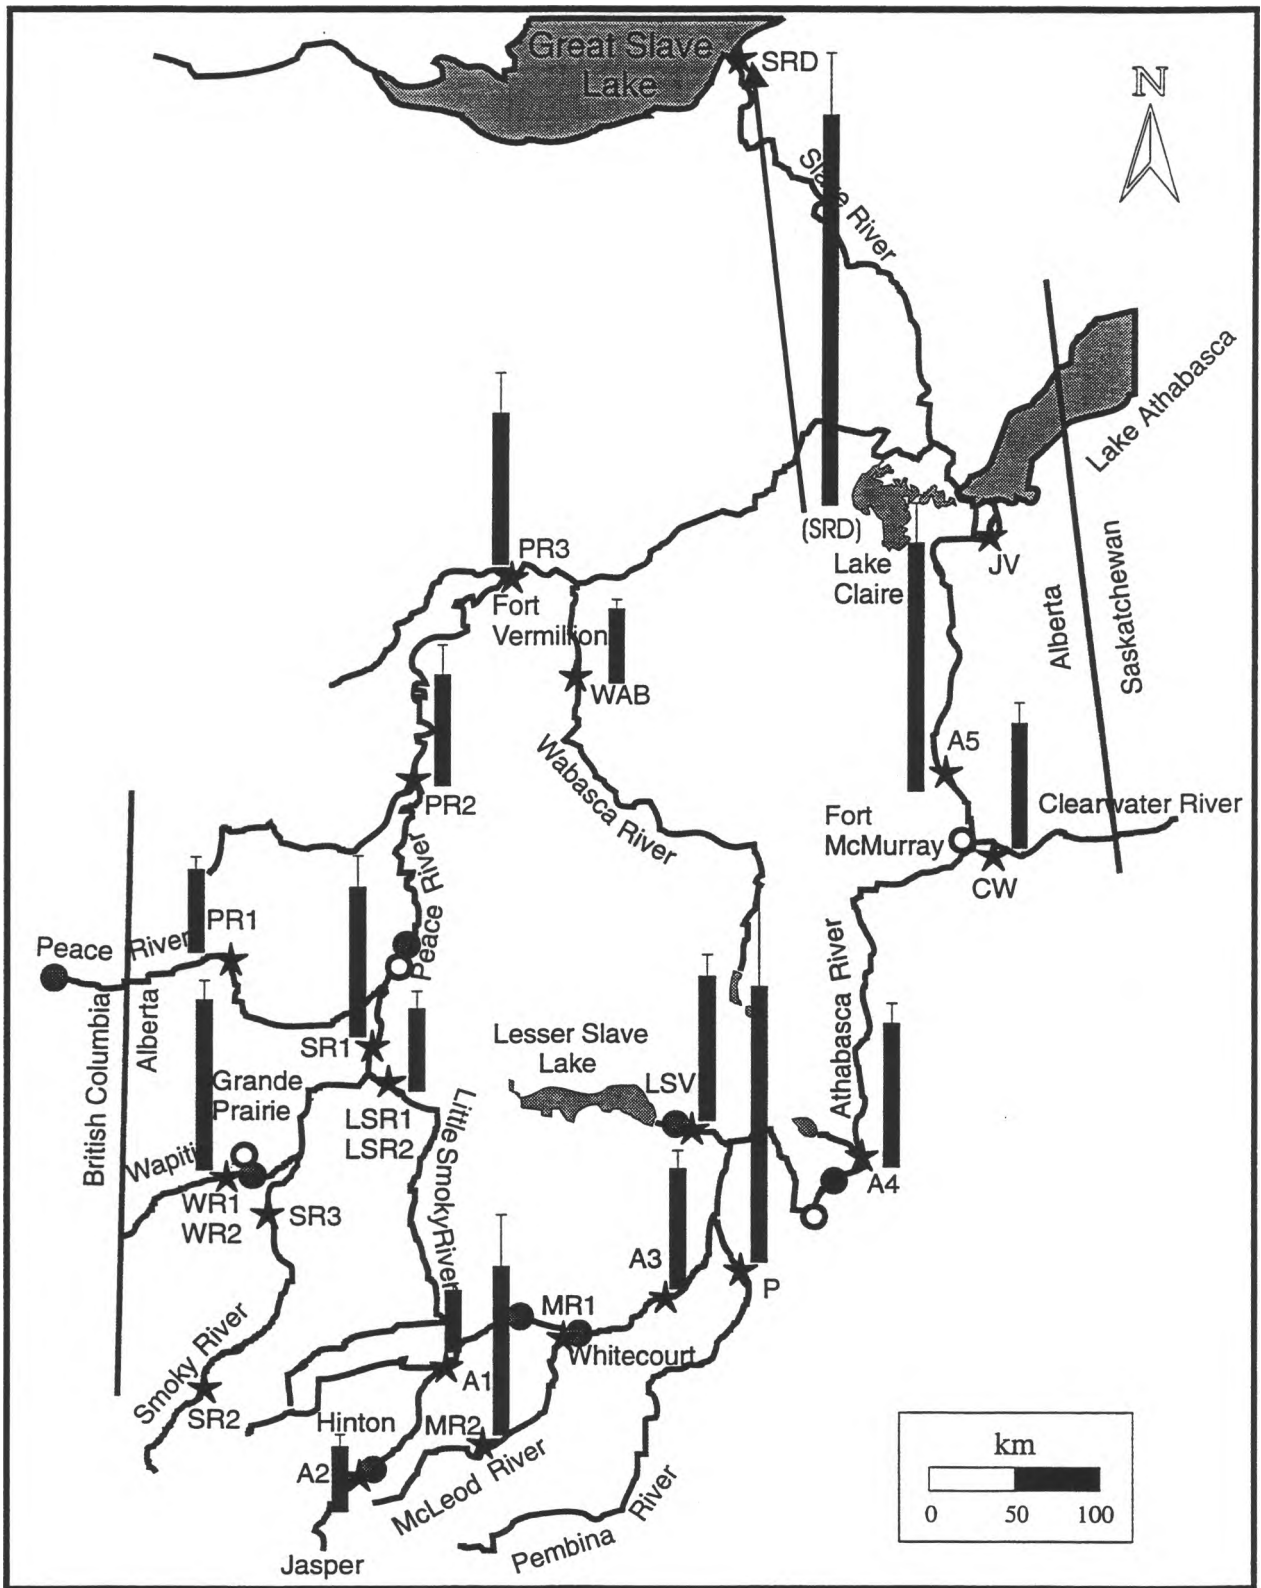 Great Slave
Lake
SRD
N
Slave River
Lake Athabasca
PR3
(SRD)
Lake
Claire
JV
Fort
Vermillion
Alberta
Saskatchewan
WAB
A5
PR2
Wabasca River
Fort
McMurray
Clearwater River
CW
Peace River
PR1
Peace River
British Columbia
Alberta
SR1
Lesser Slave
Lake
LSV
Athabasca River
Grande
Prairie
LSR1
LSR2
Little Smoky River
Wapiti
WR1
WR2
SR3
A4
A3
P
MR1
Whitecourt
Smoky River
SR2
A1
Hinton
MR2
A2
McLeod River
Pembina River
Jasper
km
0 50 100